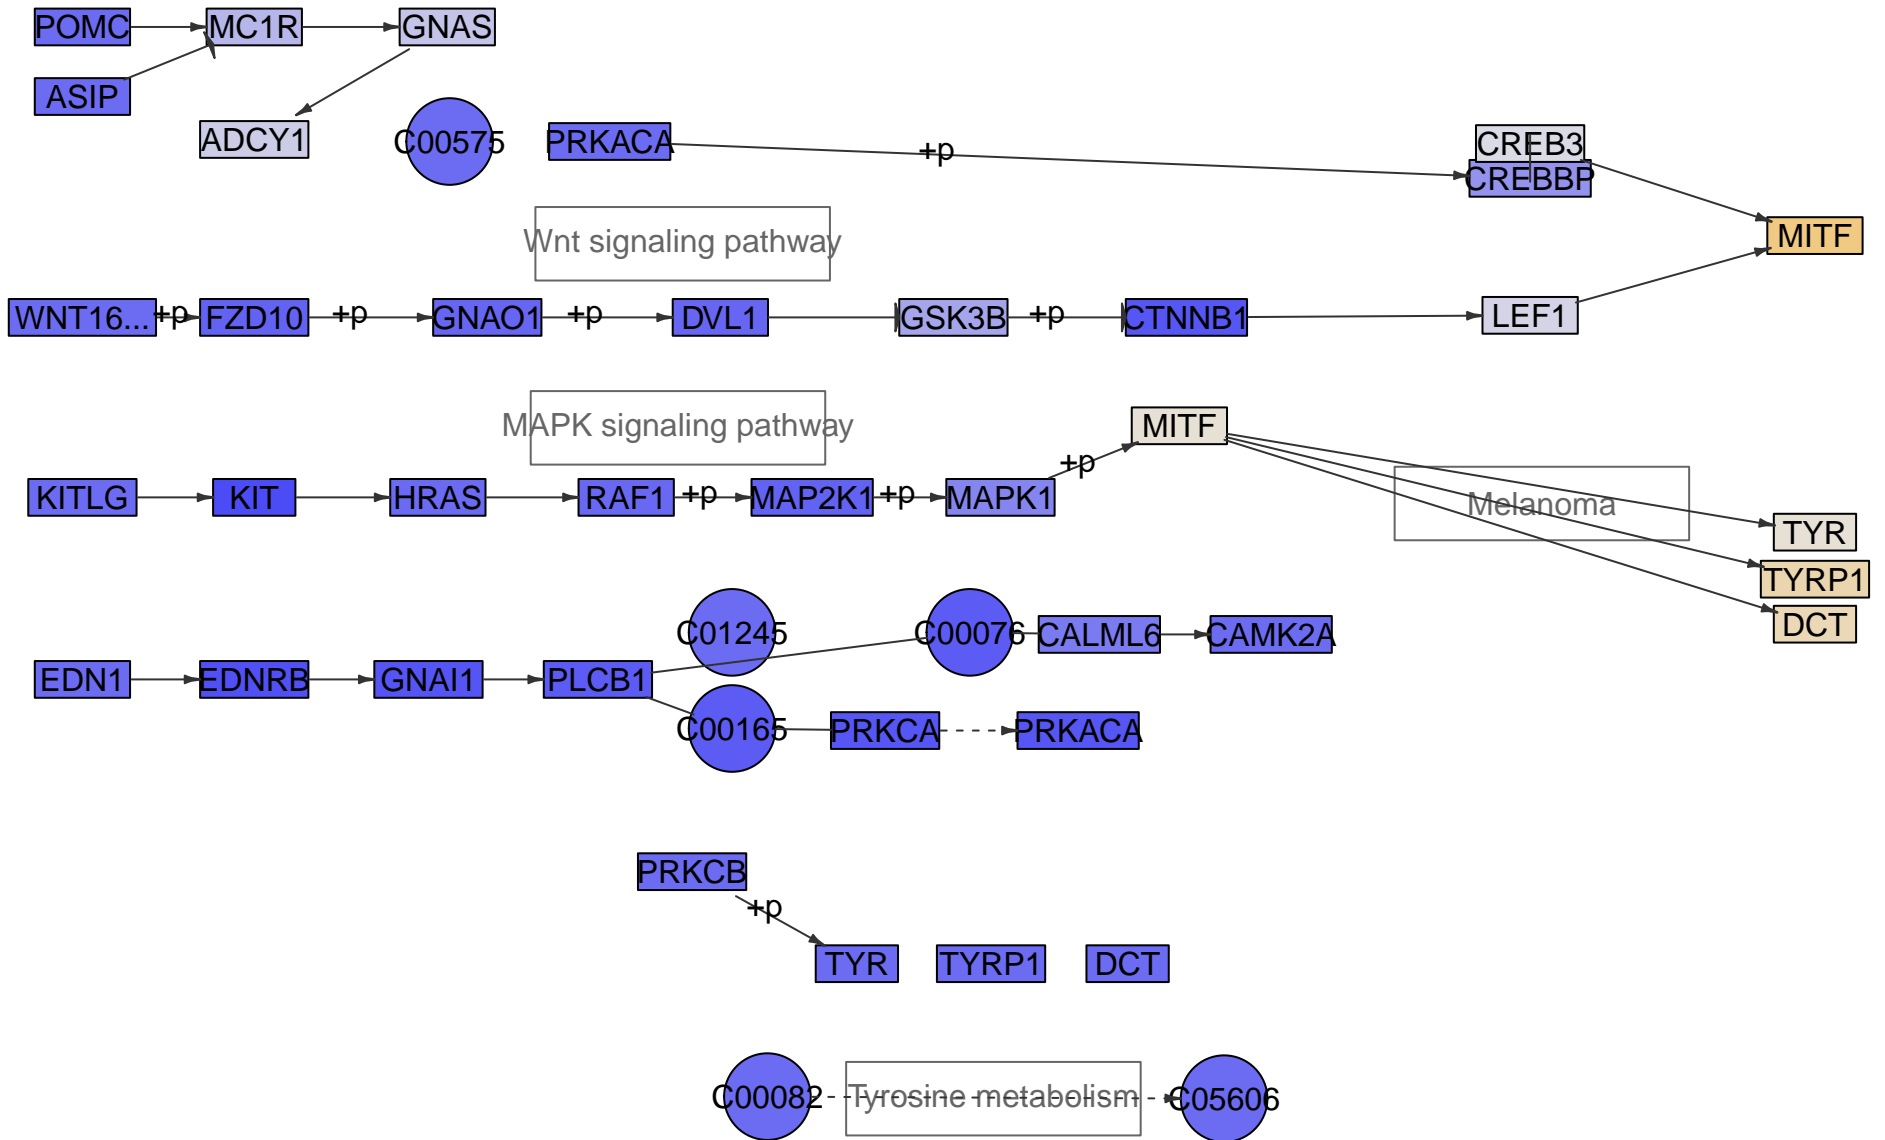 POMC
MC1R
GNAS
ASIP
ADCY1
C00575
PRKACA
+p
CREB3
CREBBP
Wnt signaling pathway
MITF
WNT16...
+p
FZD10
+p
GNAO1
+p
DVL1
GSK3B
+p
CTNNB1
LEF1
MAPK signaling pathway
MITF
+p
KITLG
KIT
HRAS
RAF1
+p
MAP2K1
+p
MAPK1
Melanoma
TYR
TYRP1
DCT
C01245
C00076
CALML6
CAMK2A
EDN1
EDNRB
GNAI1
PLCB1
C00165
PRKCA
PRKACA
PRKCB
+p
TYR
TYRP1
DCT
C00082
Tyrosine metabolism
C05606